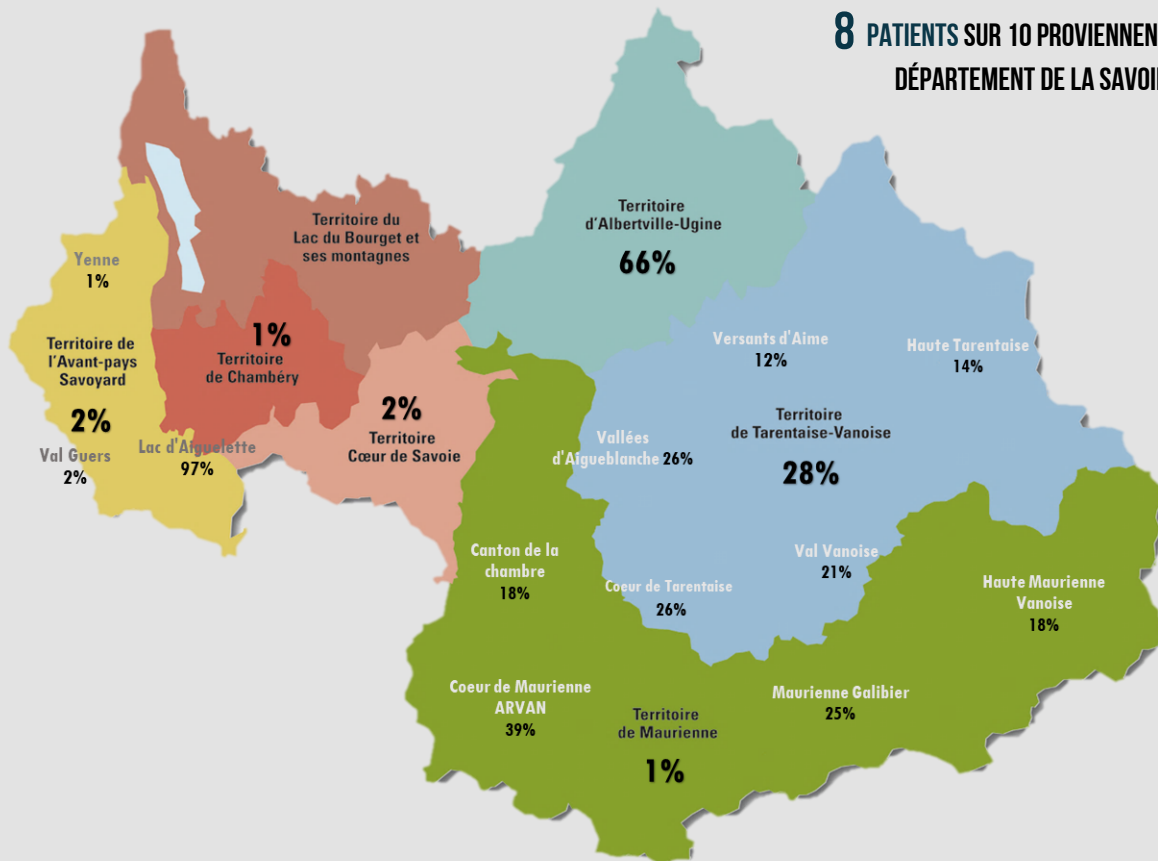 8 PATIENTS SUR 10 PROVIENNEN
DÉPARTEMENT DE LA SAVOI
Territoire
d'Albertville-Ugine
66%
Territoire du
Lac du Bourget et
ses montagnes
Yenne
1%
Territoire de
l'Avant-pays
Savoyard
2%
Val Guers
2%
Lac d'Aiguelette
97%
1%
Territoire
de Chambéry
2%
Territoire
Cœur de Savoie
Versants d'Aime
12%
Haute Tarentaise
14%
Territoire
de Tarentaise-Vanoise
28%
Vallées
d'Aigueblanche 26%
Val Vanoise
21%
Coeur de Tarentaise
26%
Canton de la
chambre
18%
Haute Maurienne
Vanoise
18%
Coeur de Maurienne
ARVAN
39%
Maurienne Galibier
25%
Territoire
de Maurienne
1%